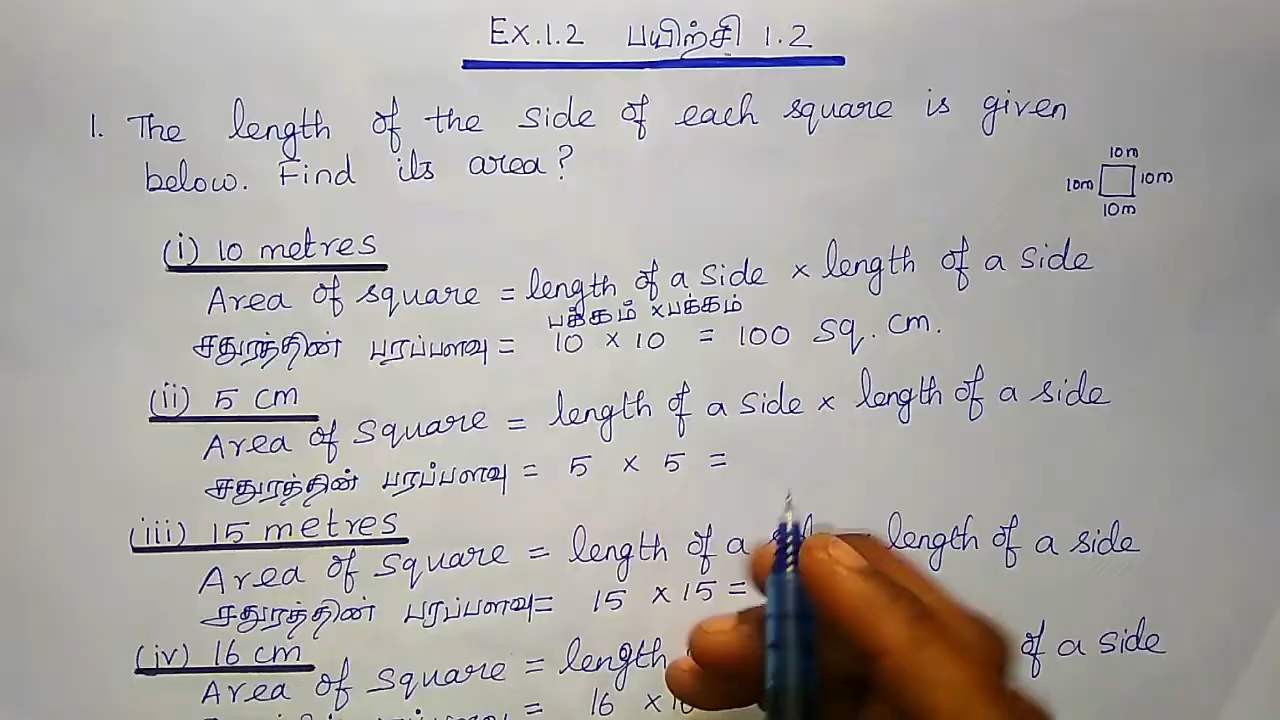 Ex.1.2 பயிற்சி 1.2
1. The length of the side of each square is given
below. Find its area?
10m
10m 10m
10m
(i) 10 metres
Area of square = length of a side × length of a side
பக்கம் × பக்கம்
சதுரத்தின் பரப்பளவு = 10 × 10 = 100 sq. cm.
(ii) 5 cm
Area of square = length of a side × length of a side
சதுரத்தின் பரப்பளவு = 5 × 5 =
(iii) 15 metres
Area of square = length of a length of a side
சதுரத்தின் பரப்பளவு = 15 × 15 =
(iv) 16 cm
Area of square = length of a side
= 16 ×